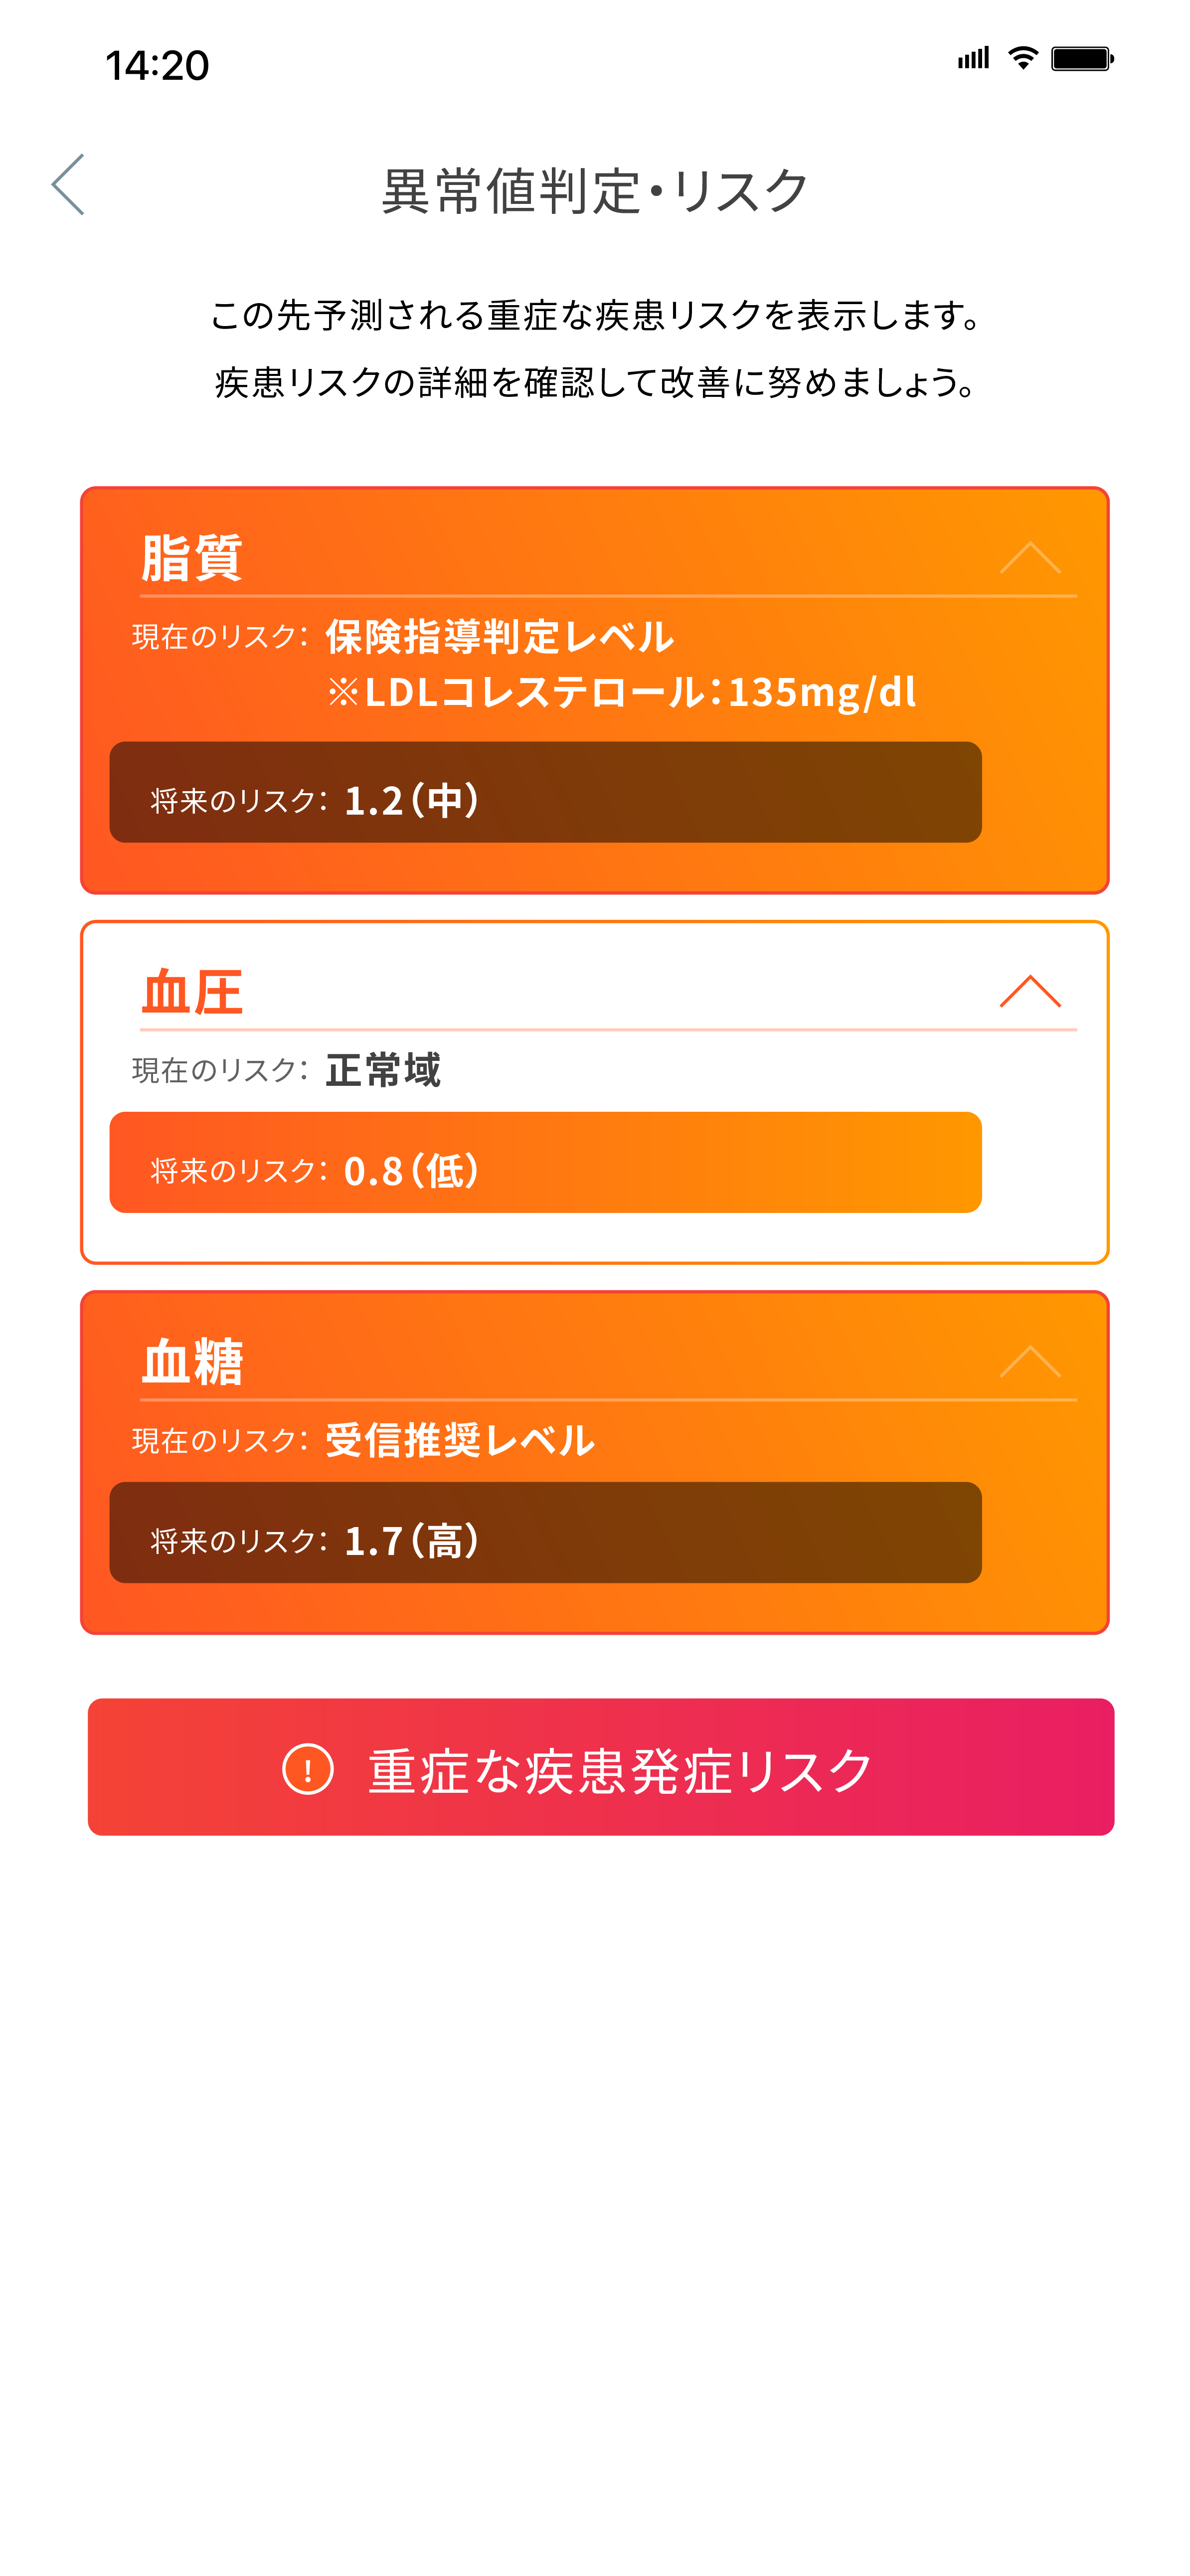 14:20
異常値判定・リスク
この先予測される重症な疾患リスクを表示します。
疾患リスクの詳細を確認して改善に努めましょう。
脂質
現在のリスク： 保険指導判定レベル
※LDLコレステロール：135mg/dl
将来のリスク： 1.2（中）
血圧
現在のリスク： 正常域
将来のリスク： 0.8（低）
血糖
現在のリスク： 受信推奨レベル
将来のリスク： 1.7（高）
! 重症な疾患発症リスク